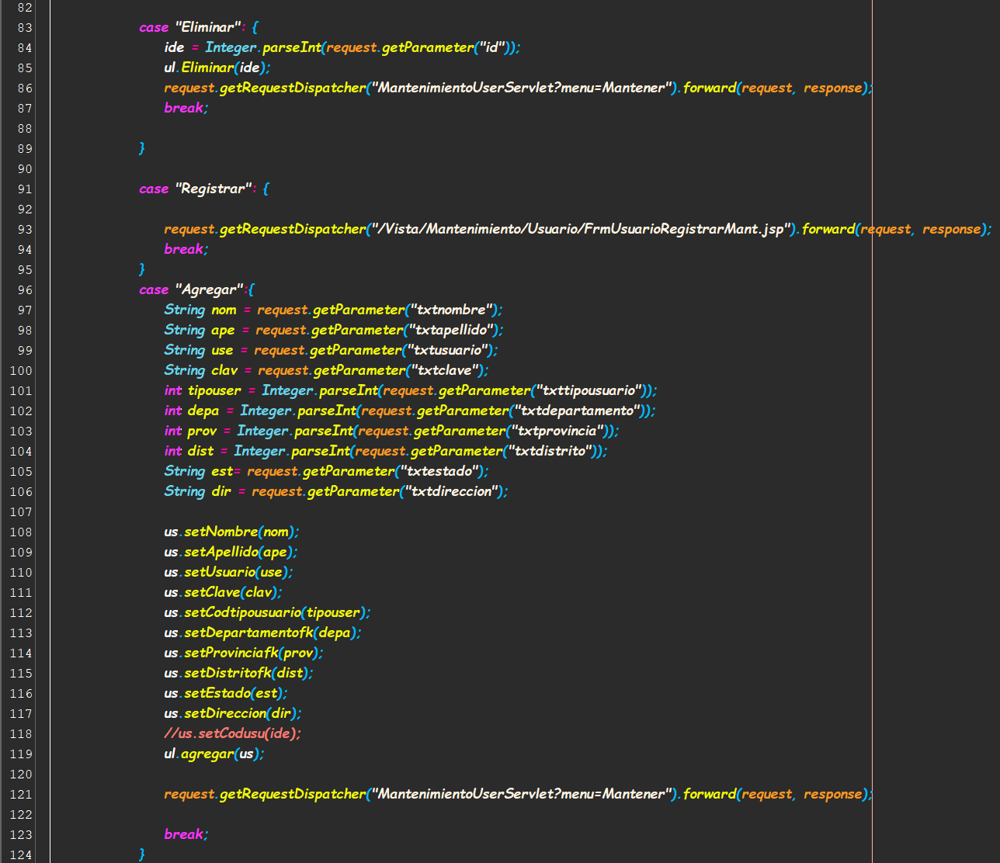 82
83 case "Eliminar": {
84 ide = Integer.parseInt(request.getParameter("id"));
85 ul.Eliminar(ide);
86 request.getRequestDispatcher("MantenimientoUserServlet?menu=Mantener").forward(request, response);
87 break;
88
89 }
90
91 case "Registrar": {
92
93 request.getRequestDispatcher("/Vista/Mantenimiento/Usuario/FrmUsuarioRegistrarMant.jsp").forward(request, response);
94 break;
95 }
96 case "Agregar":{
97 String nom = request.getParameter("txtnombre");
98 String ape = request.getParameter("txtapellido");
99 String use = request.getParameter("txtusuario");
100 String clav = request.getParameter("txtclave");
101 int tipouser = Integer.parseInt(request.getParameter("txttipousuario"));
102 int depa = Integer.parseInt(request.getParameter("txtdepartamento"));
103 int prov = Integer.parseInt(request.getParameter("txtprovincia"));
104 int dist = Integer.parseInt(request.getParameter("txtdistrito"));
105 String est= request.getParameter("txtestado");
106 String dir = request.getParameter("txtdireccion");
107
108 us.setNombre(nom);
109 us.setApellido(ape);
110 us.setUsuario(use);
111 us.setClave(clav);
112 us.setCodtipousuario(tipouser);
113 us.setDepartamentofk(depa);
114 us.setProvinciafk(prov);
115 us.setDistritofk(dist);
116 us.setEstado(est);
117 us.setDireccion(dir);
118 //us.setCodusu(ide);
119 ul.agregar(us);
120
121 request.getRequestDispatcher("MantenimientoUserServlet?menu=Mantener").forward(request, response);
122
123 break;
124 }